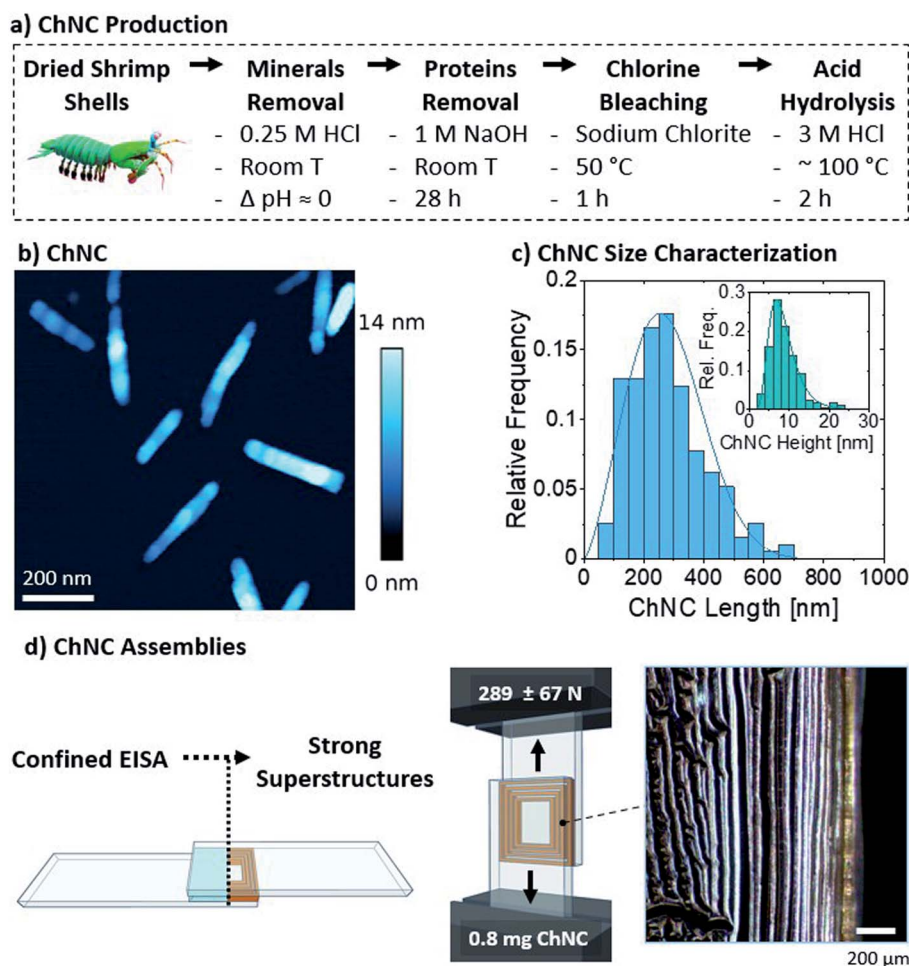 a) ChNC Production
Dried Shrimp
Shells
Minerals
Removal
- 0.25 M HCl
- Room T
- Δ pH ≈ 0
Proteins
Removal
- 1 M NaOH
- Room T
- 28 h
Chlorine
Bleaching
- Sodium Chlorite
- 50 °C
- 1 h
Acid
Hydrolysis
- 3 M HCl
- ~ 100 °C
- 2 h
b) ChNC
14 nm
0 nm
200 nm
c) ChNC Size Characterization
0.2
0.15
0.1
0.05
0
Relative Frequency
0 200 400 600 800 1000
ChNC Length [nm]
0.3
0.2
0.1
0
Rel. Freq.
0 10 20 30
ChNC Height [nm]
d) ChNC Assemblies
Confined EISA
Strong
Superstructures
289 ± 67 N
0.8 mg ChNC
200 μm